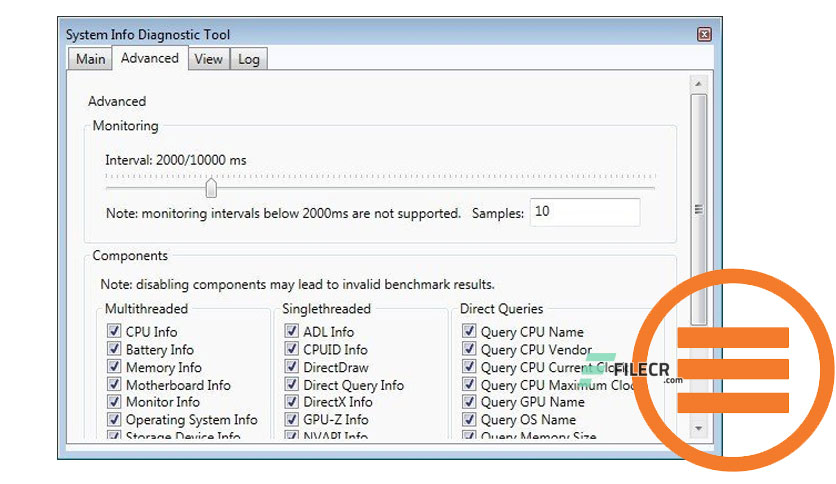 System Info Diagnostic Tool
Main Advanced View Log
Advanced
Monitoring
Interval: 2000/10000 ms
Note: monitoring intervals below 2000ms are not supported. Samples: 10
Components
Note: disabling components may lead to invalid benchmark results.
Multithreaded Singlethreaded Direct Queries
CPU Info ADL Info Query CPU Name
Battery Info CPUID Info Query CPU Vendor
Memory Info DirectDraw Query CPU Current Clock
Motherboard Info Direct Query Info Query CPU Maximum Cloc
Monitor Info DirectX Info Query GPU Name
Operating System Info GPU-Z Info Query OS Name
Storage Device Info NVAPI Info Query Memory Size
FILECR
.com